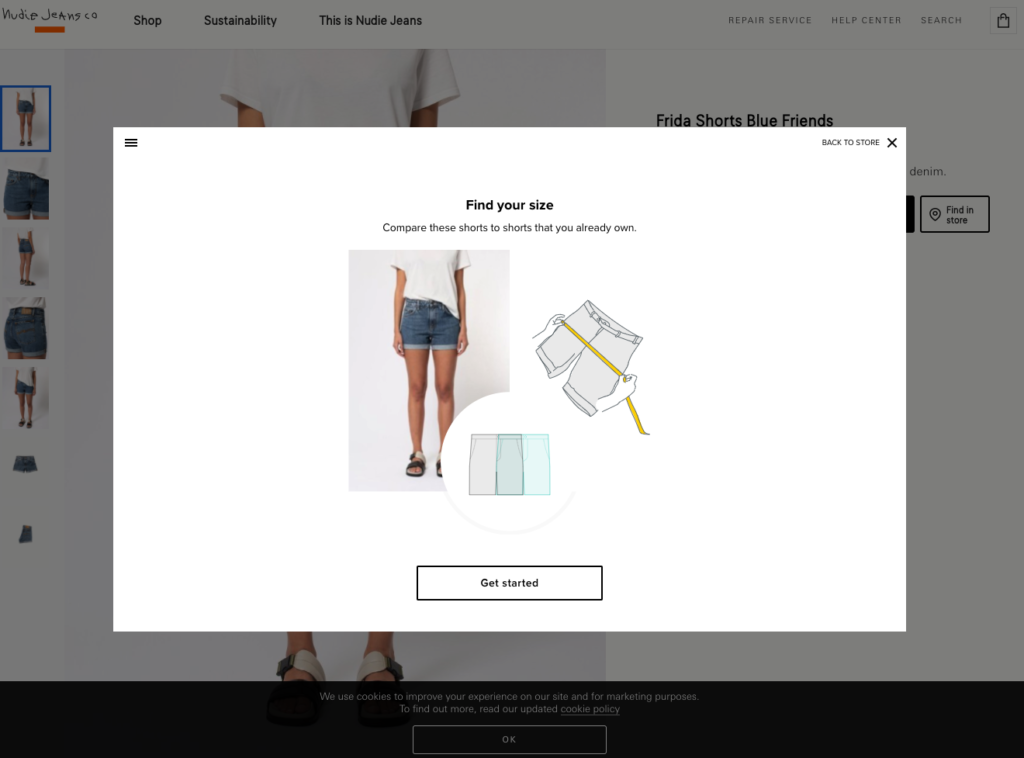 Nudie Jeans co
Shop
Sustainability
This is Nudie Jeans
REPAIR SERVICE
HELP CENTER
SEARCH
Frida Shorts Blue Friends
denim.
Find in
store
BACK TO STORE
Find your size
Compare these shorts to shorts that you already own.
Get started
We use cookies to improve your experience on our site and for marketing purposes.
To find out more, read our updated cookie policy
OK